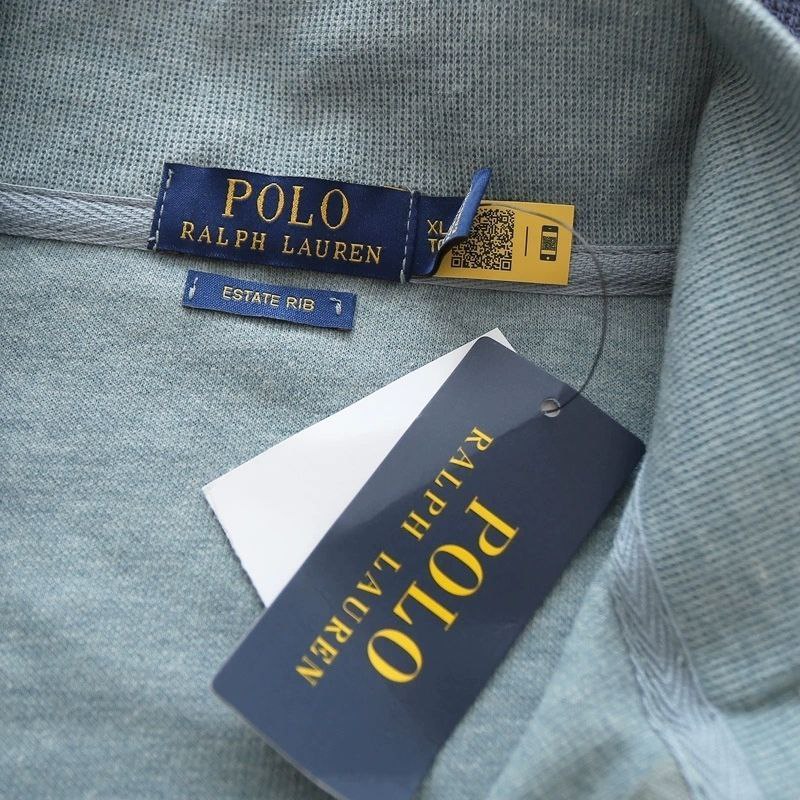 POLO
RALPH LAUREN
XL
ESTATE RIB
POLO
RALPH LAUREN